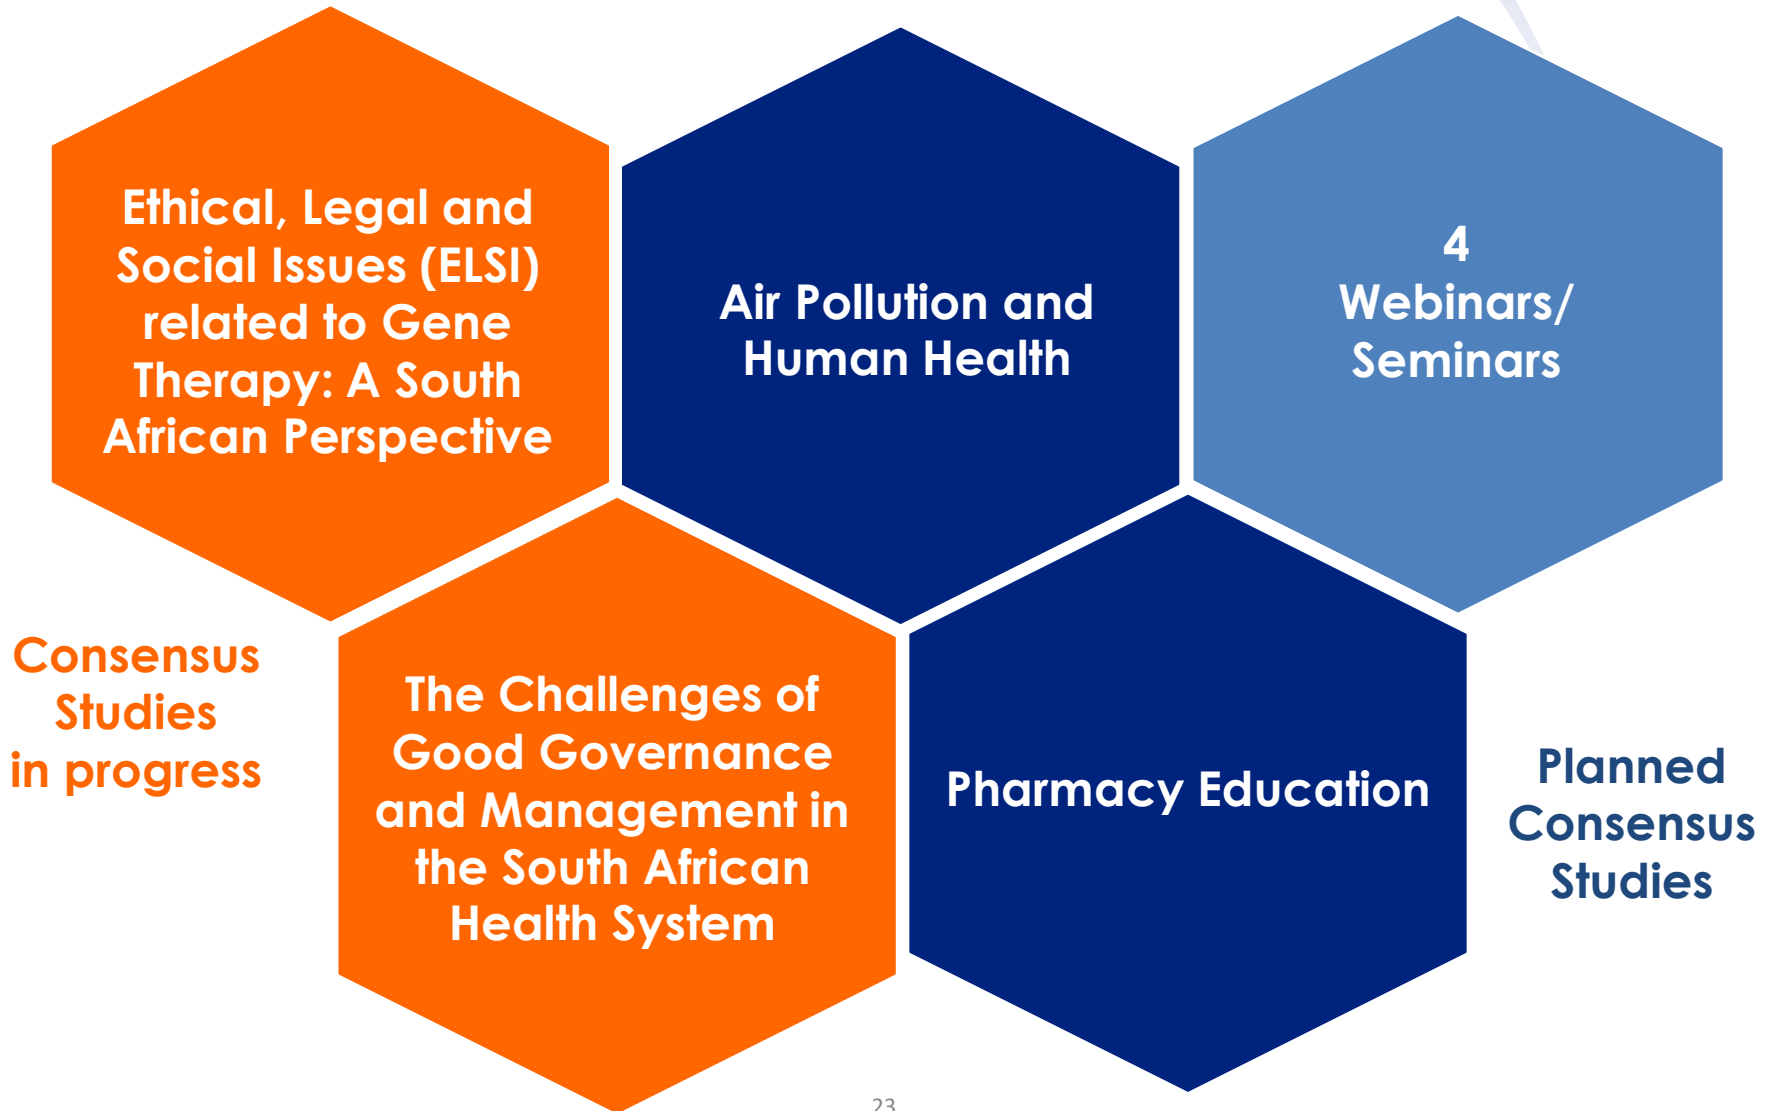 Ethical, Legal and
Social Issues (ELSI)
related to Gene
Therapy: A South
African Perspective
Air Pollution and
Human Health
4
Webinars/
Seminars
Consensus
Studies
in progress
The Challenges of
Good Governance
and Management in
the South African
Health System
Pharmacy Education
Planned
Consensus
Studies
23